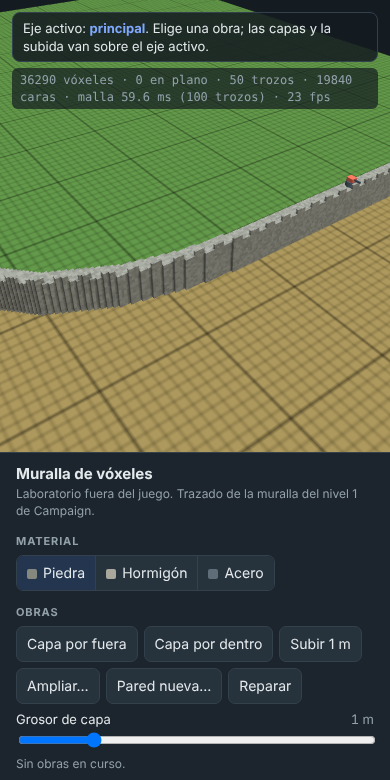 Eje activo: principal. Elige una obra; las capas y la
subida van sobre el eje activo.
36290 vóxeles · 0 en plano · 50 trozos · 19840
caras · malla 59.6 ms (100 trozos) · 23 fps
Muralla de vóxeles
Laboratorio fuera del juego. Trazado de la muralla del nivel 1
de Campaign.
MATERIAL
Piedra Hormigón Acero
OBRAS
Capa por fuera Capa por dentro Subir 1 m
Ampliar... Pared nueva... Reparar
Grosor de capa 1 m
Sin obras en curso.